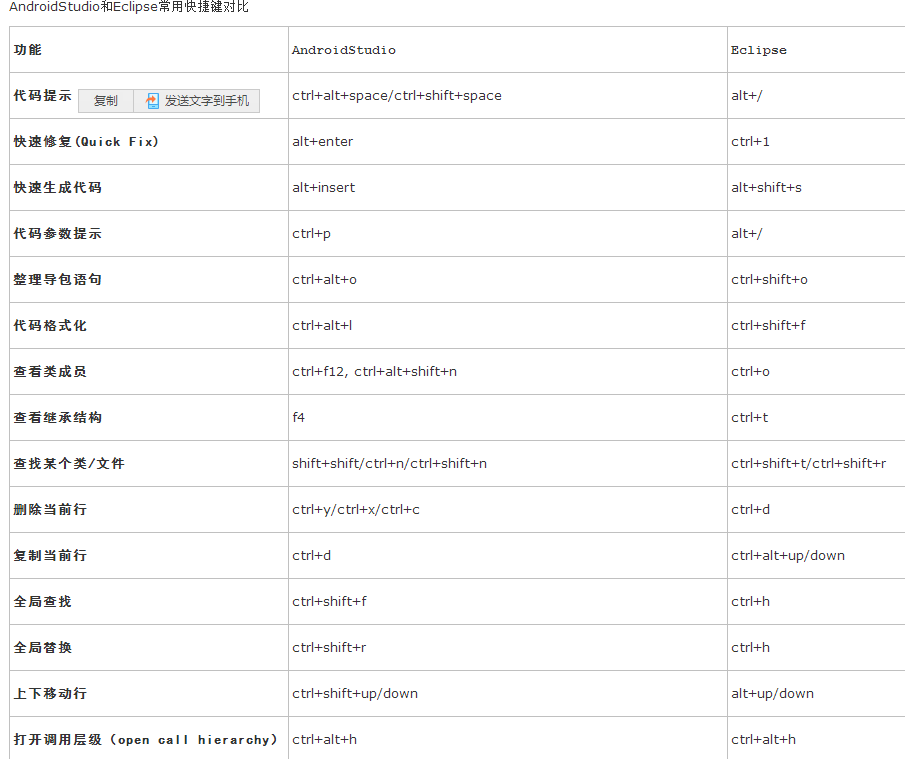 AndroidStudio和Eclipse常用快捷键对比
功能 AndroidStudio Eclipse
代码提示 复制 发送文字到手机 ctrl+alt+space/ctrl+shift+space alt+/
快速修复(Quick Fix) alt+enter ctrl+1
快速生成代码 alt+insert alt+shift+s
代码参数提示 ctrl+p alt+/
整理导包语句 ctrl+alt+o ctrl+shift+o
代码格式化 ctrl+alt+l ctrl+shift+f
查看类成员 ctrl+f12, ctrl+alt+shift+n ctrl+o
查看继承结构 f4 ctrl+t
查找某个类/文件 shift+shift/ctrl+n/ctrl+shift+n ctrl+shift+t/ctrl+shift+r
删除当前行 ctrl+y/ctrl+x/ctrl+c ctrl+d
复制当前行 ctrl+d ctrl+alt+up/down
全局查找 ctrl+shift+f ctrl+h
全局替换 ctrl+shift+r ctrl+h
上下移动行 ctrl+shift+up/down alt+up/down
打开调用层级（open call hierarchy） ctrl+alt+h ctrl+alt+h